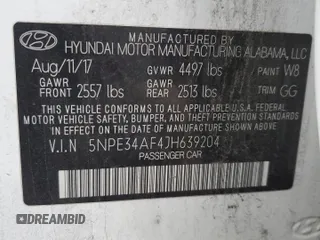 MANUFACTURED BY
HYUNDAI MOTOR MANUFACTURING ALABAMA, LLC
Aug/11/17 GVWR 4497 lbs PAINT W8
GAWR FRONT 2557 lbs GAWR REAR 2513 lbs TRIM GG
THIS VEHICLE CONFORMS TO ALL APPLICABLE U.S. FEDERAL MOTOR
VEHICLE SAFETY, BUMPER, AND THEFT PREVENTION STANDARDS IN
EFFECT ON THE DATE OF MANUFACTURE SHOWN ABOVE.
V.I.N 5NPE34AF4JH639204
PASSENGER CAR
© DREAMBID